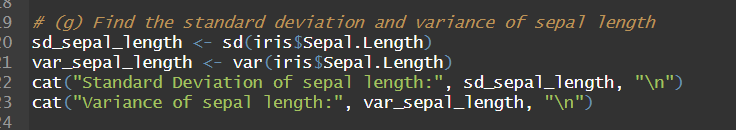 18
19 # (g) Find the standard deviation and variance of sepal length
20 sd_sepal_length <- sd(iris$Sepal.Length)
21 var_sepal_length <- var(iris$Sepal.Length)
22 cat("Standard Deviation of sepal length:", sd_sepal_length, "\n")
23 cat("Variance of sepal length:", var_sepal_length, "\n")
24